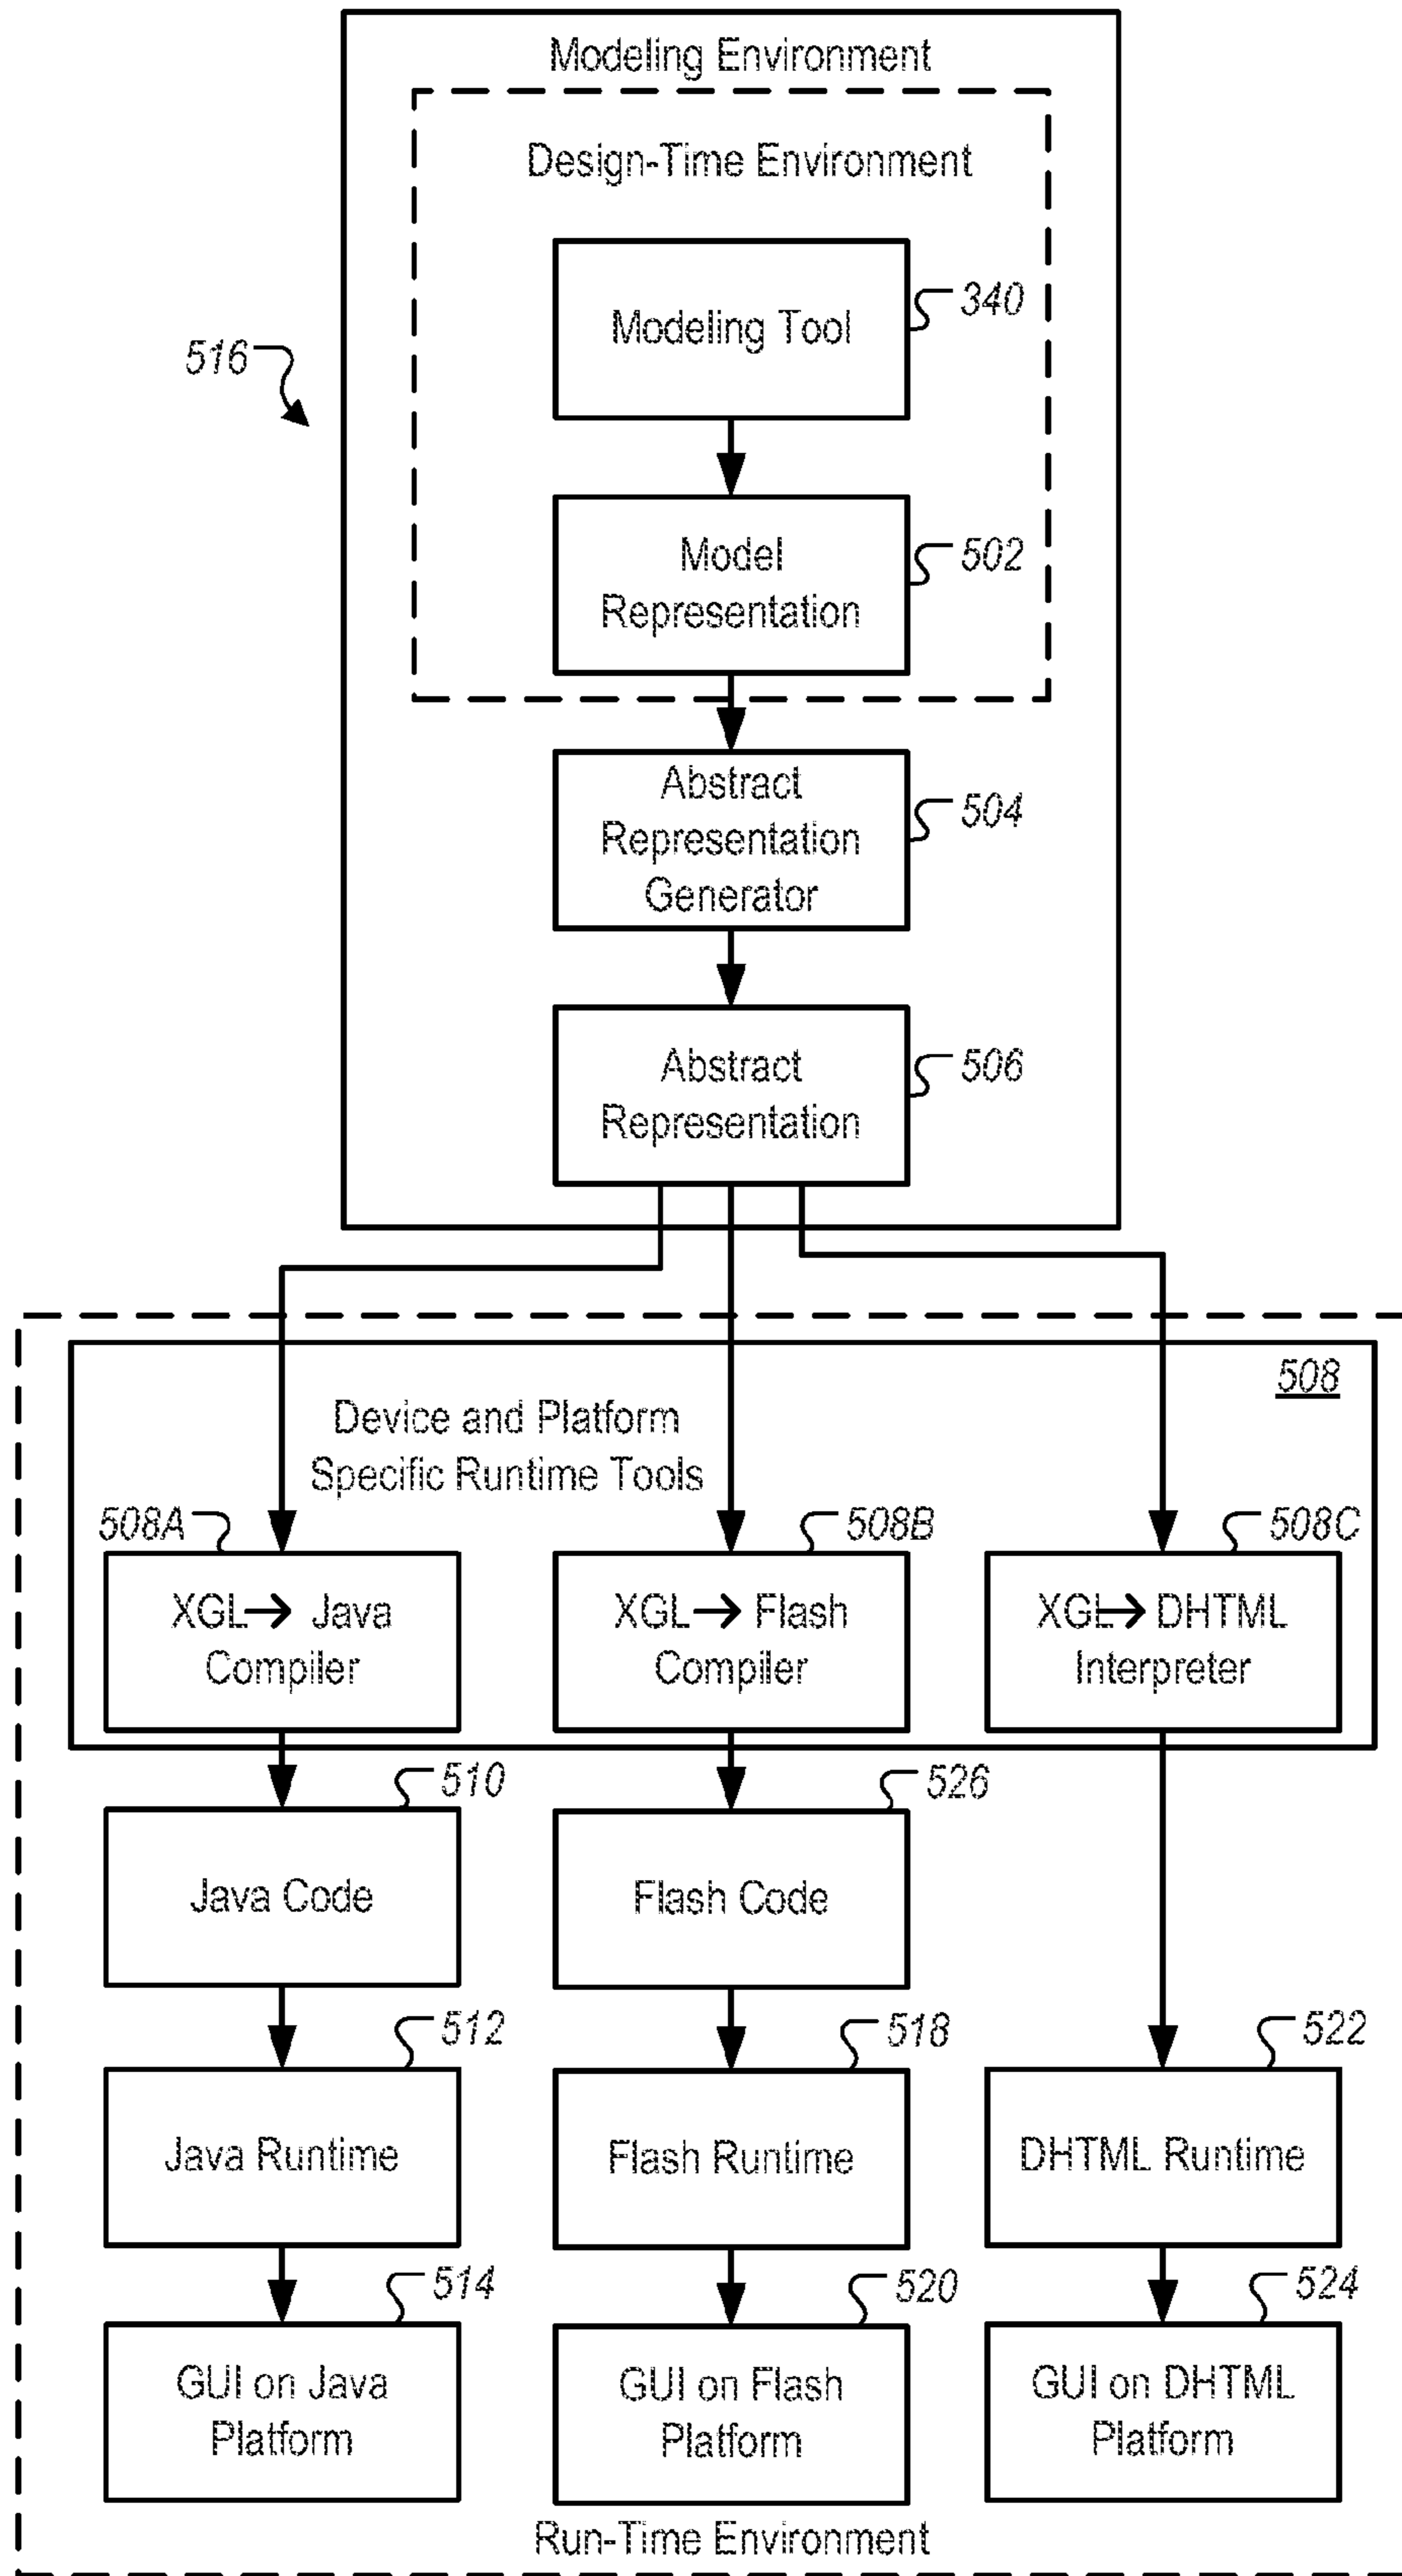 Modeling Environment
Design-Time Environment
Modeling Tool
340
516
Model
Representation
502
Abstract
Representation
Generator
504
Abstract
Representation
506
508
Device and Platform
Specific Runtime Tools
508A
508B
508C
XGL→ Java
Compiler
XGL→ Flash
Compiler
XGL→ DHTML
Interpreter
510
526
Java Code
Flash Code
512
518
522
Java Runtime
Flash Runtime
DHTML Runtime
514
520
524
GUI on Java
Platform
GUI on Flash
Platform
GUI on DHTML
Platform
Run-Time Environment